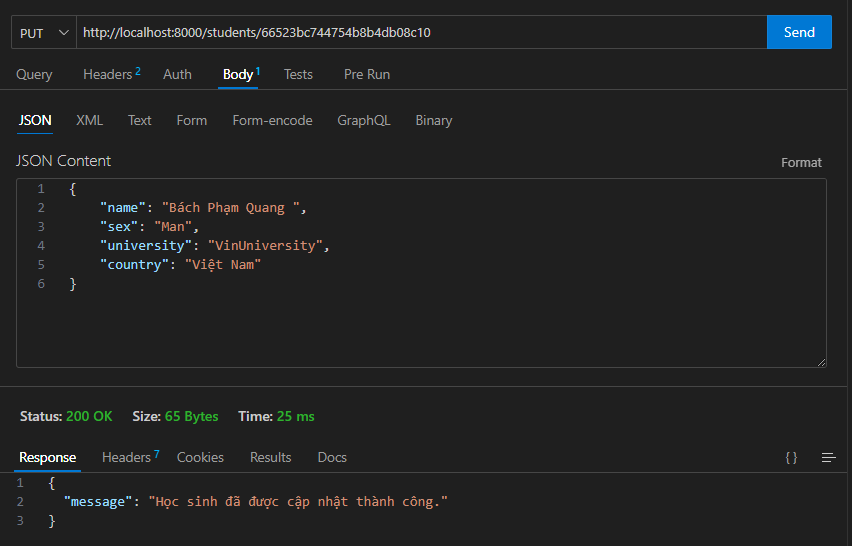 PUT http://localhost:8000/students/66523bc744754b8b4db08c10 Send
Query Headers 2 Auth Body 1 Tests Pre Run
JSON XML Text Form Form-encode GraphQL Binary
JSON Content Format
1 {
2 "name": "Bách Phạm Quang ",
3 "sex": "Man",
4 "university": "VinUniversity",
5 "country": "Việt Nam"
6 }
Status: 200 OK Size: 65 Bytes Time: 25 ms
Response Headers 7 Cookies Results Docs { }
1 {
2 "message": "Học sinh đã được cập nhật thành công."
3 }